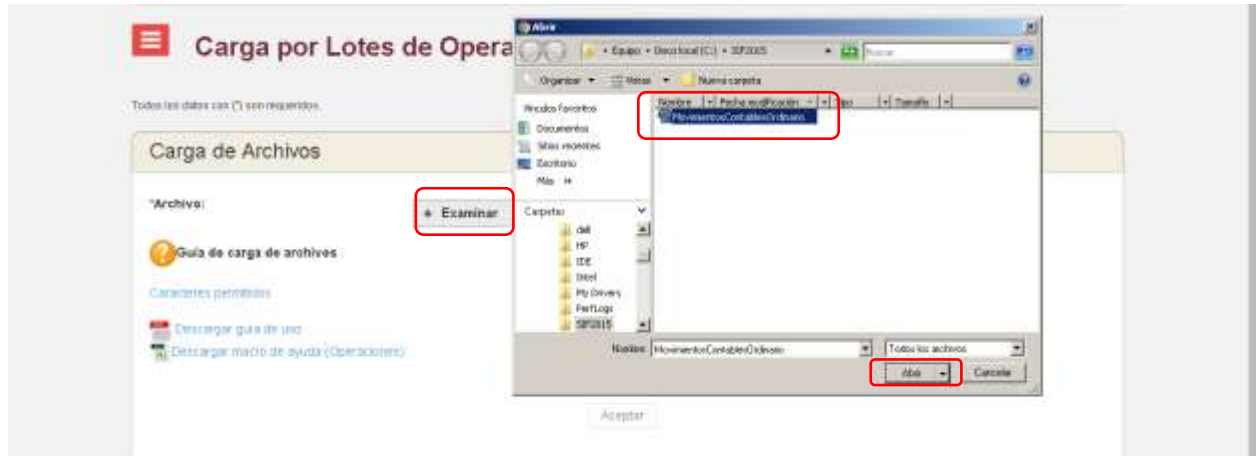 Carga por Lotes de Opera
Todos los datos con (*) son requeridos.
Carga de Archivos
*Archivo:
+ Examinar
Guía de carga de archivos
Caracteres permitidos
Descargar guía de uso
Descargar macro de ayuda (Operaciones)
Aceptar
Abrir
Equipo
Disco local (C:)
SIF2015
Buscar
Organizar
Vistas
Nueva carpeta
Vínculos favoritos
Documentos
Sitios recientes
Escritorio
Más
Nombre
Fecha modificación
Tipo
Tamaño
MovimientosContablesOrdinario
Carpetas
dell
HP
IDE
Intel
My Drivers
PerfLogs
SIF2015
Nombre:
MovimientosContablesOrdinario
Todos los archivos
Abrir
Cancelar